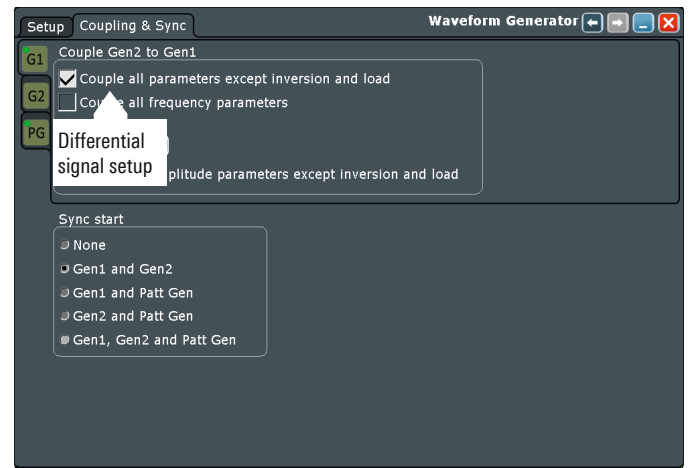 Setup Coupling & Sync Waveform Generator
G1
Couple Gen2 to Gen1
Couple all parameters except inversion and load
G2
all frequency parameters
PG
Differential
signal setup
plitude parameters except inversion and load
Sync start
None
Gen1 and Gen2
Gen1 and Patt Gen
Gen2 and Patt Gen
Gen1, Gen2 and Patt Gen